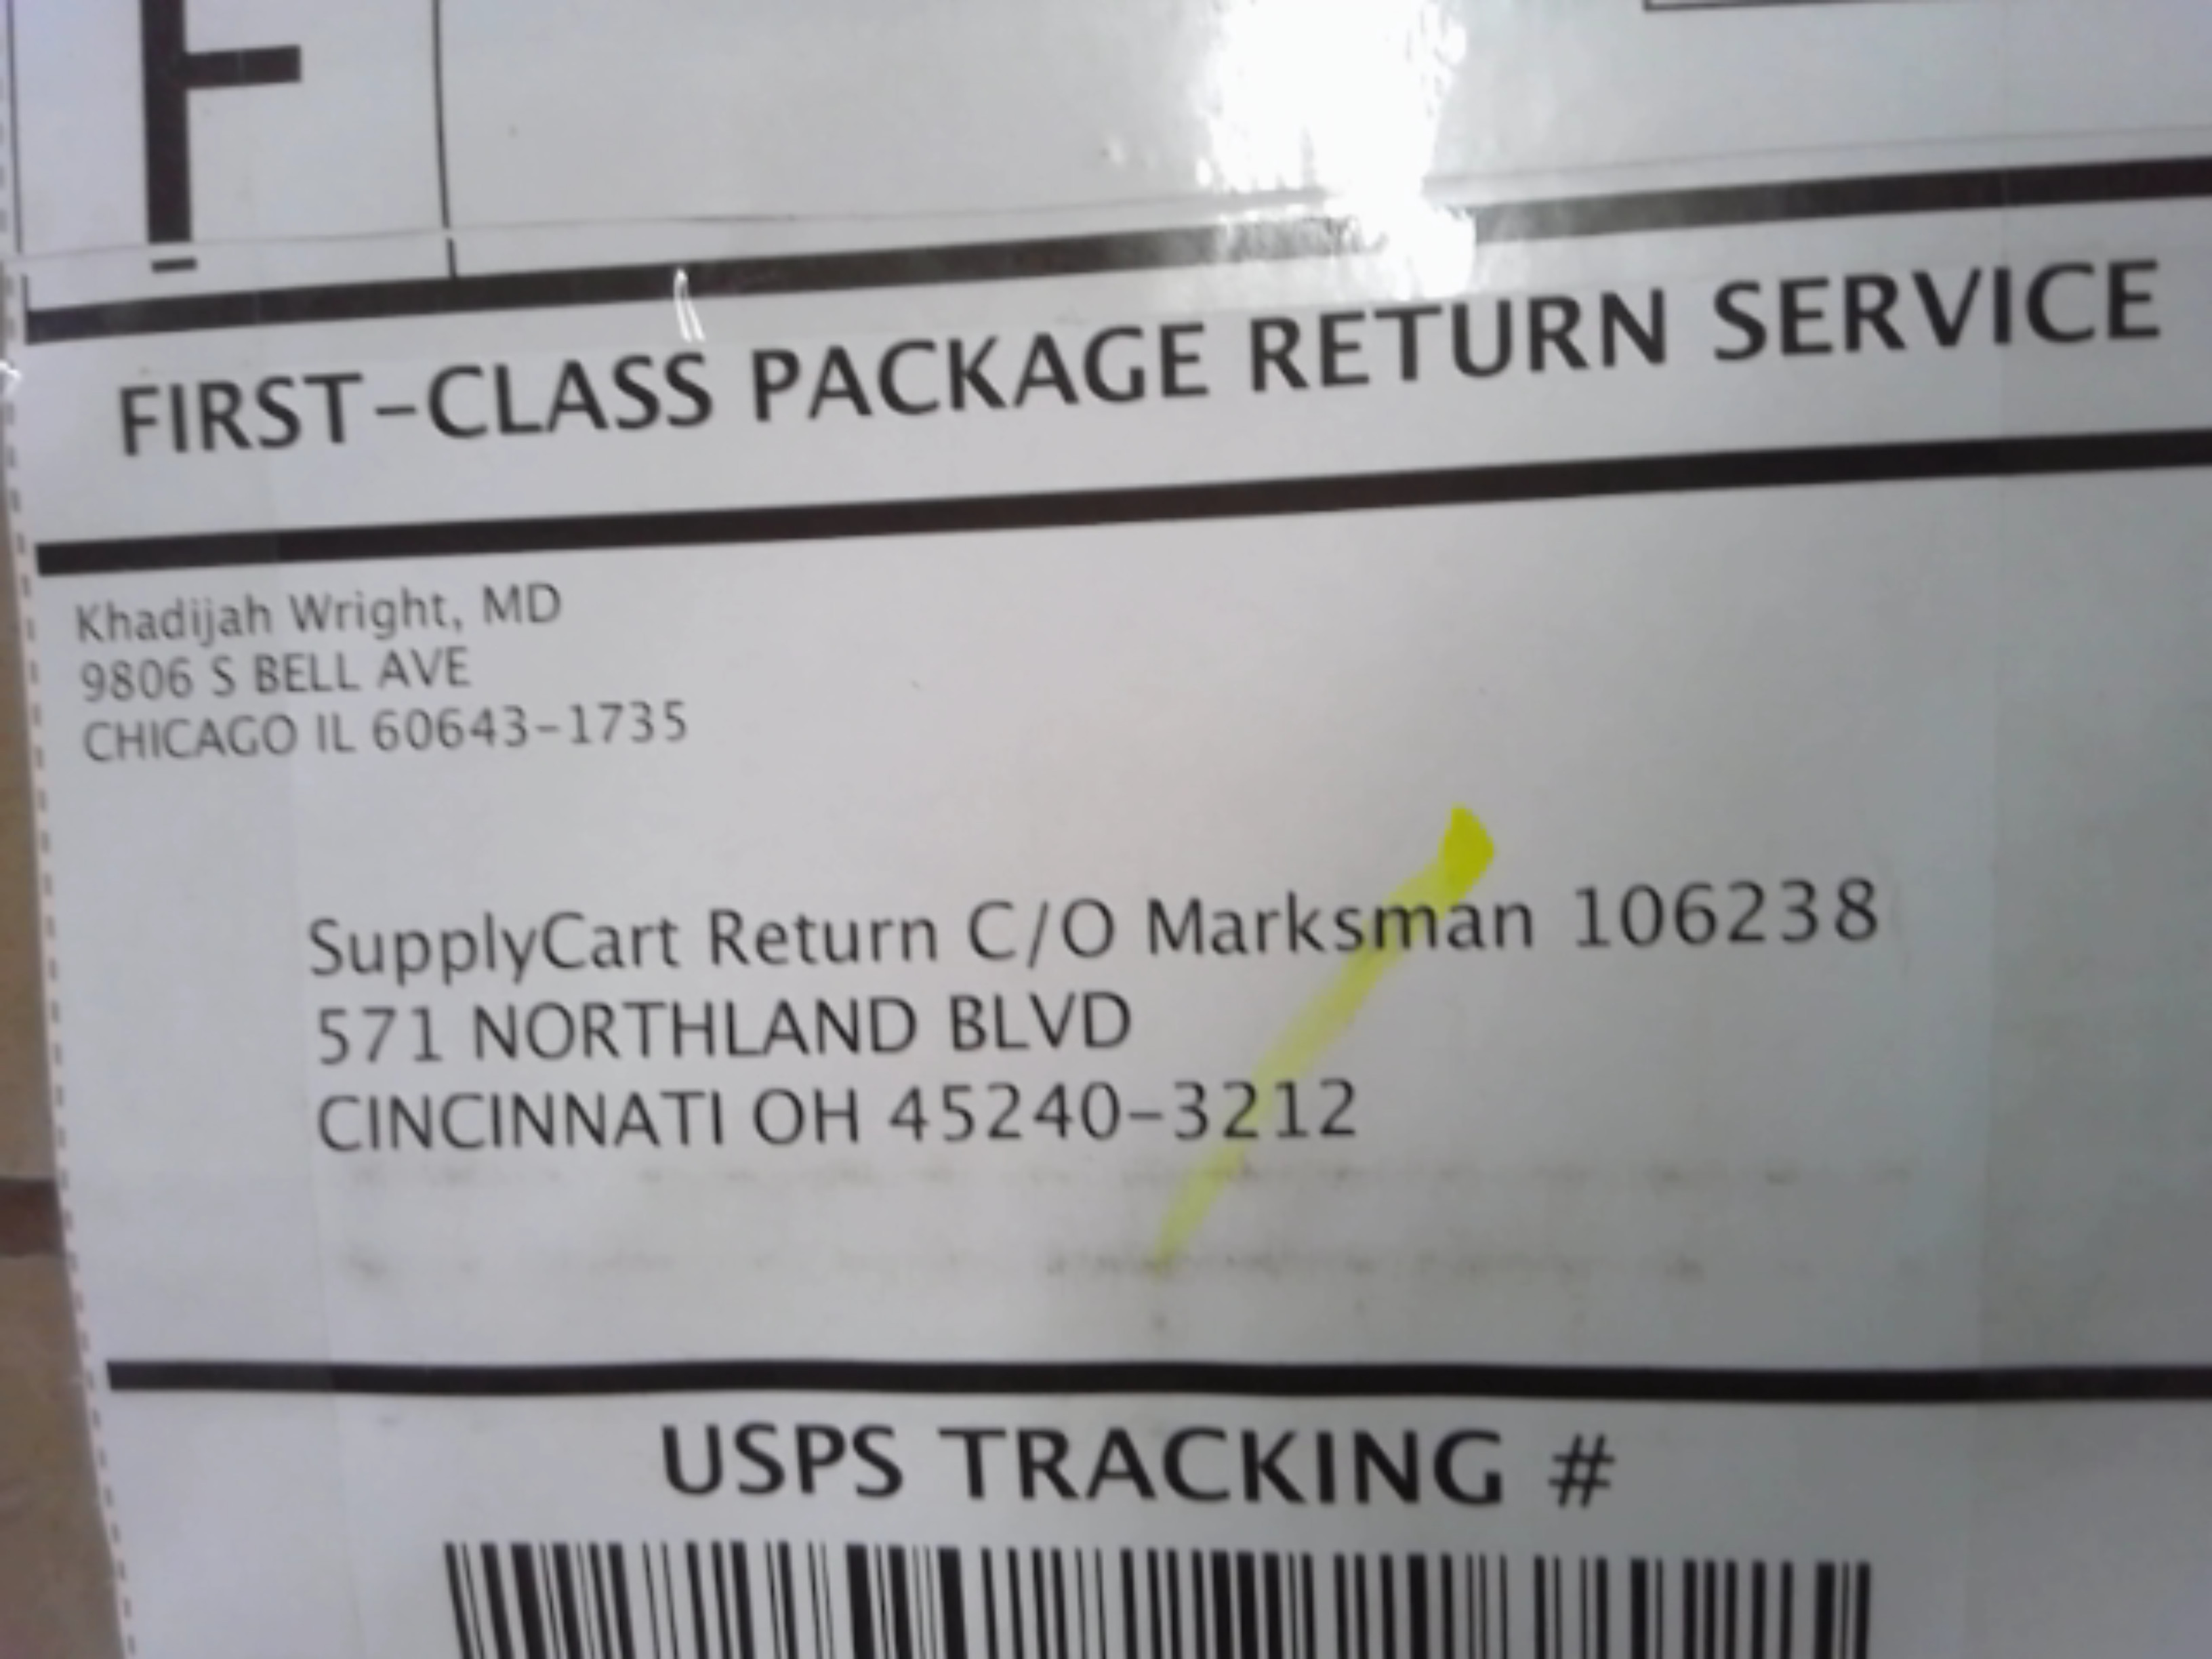 F
FIRST-CLASS PACKAGE RETURN SERVICE
Khadijah Wright, MD
9806 S BELL AVE
CHICAGO IL 60643-1735
SupplyCart Return C/O Marksman 106238
571 NORTHLAND BLVD
CINCINNATI OH 45240-3212
USPS TRACKING #